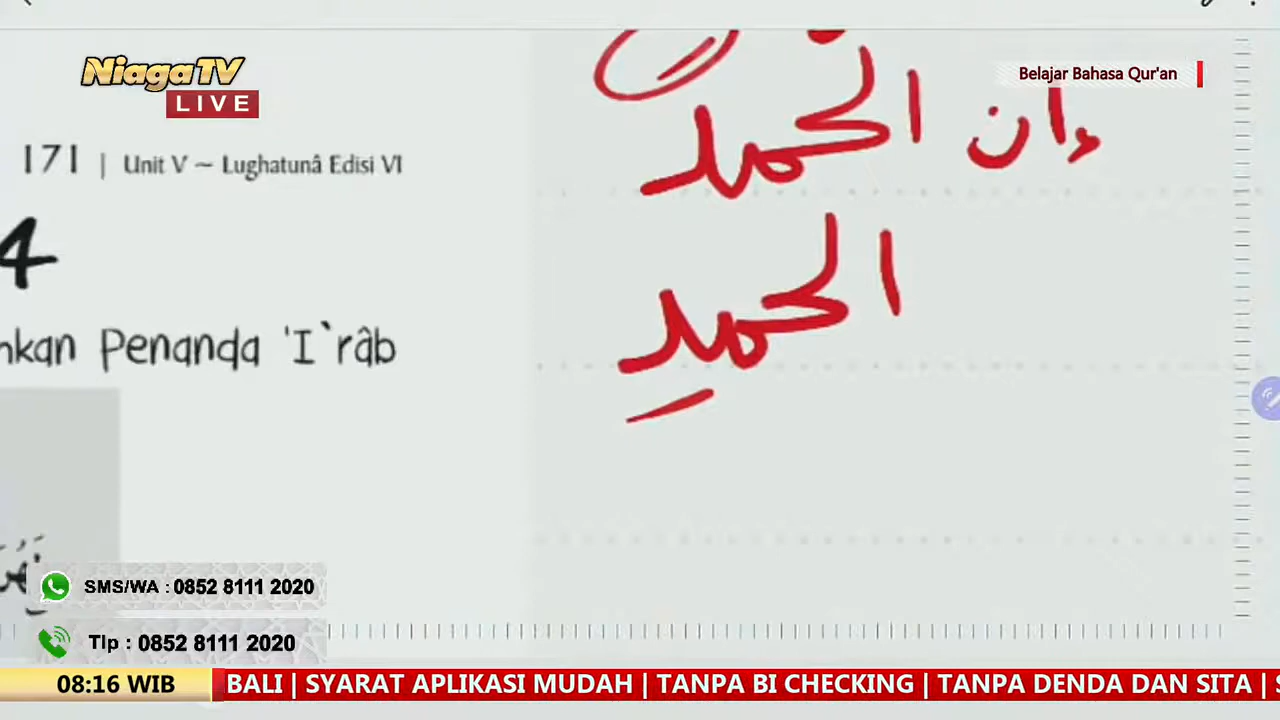 NiagaTV
LIVE
Belajar Bahasa Qur'an
إن الحمد
171 | Unit V ~ Lughatunâ Edisi VI
4
الحمدِ
nkan Penanda 'I`râb
SMS/WA : 0852 8111 2020
Tlp : 0852 8111 2020
08:16 WIB
BALI | SYARAT APLIKASI MUDAH | TANPA BI CHECKING | TANPA DENDA DAN SITA | S